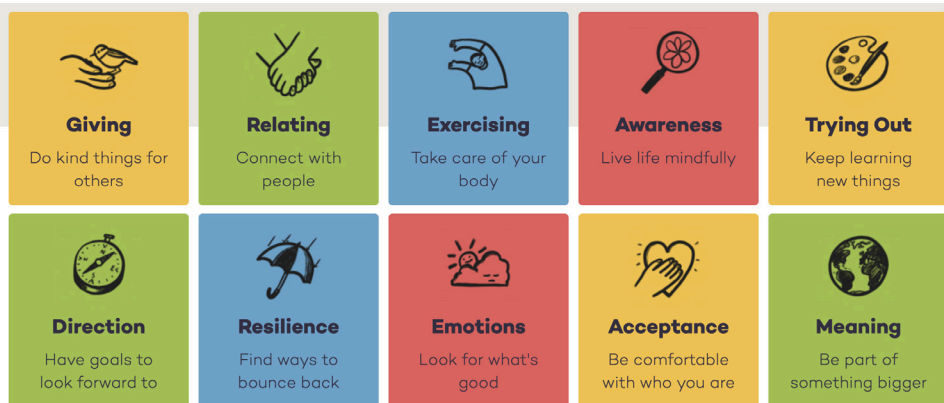 Giving
Do kind things for
others
Relating
Connect with
people
Exercising
Take care of your
body
Awareness
Live life mindfully
Trying Out
Keep learning
new things
Direction
Have goals to
look forward to
Resilience
Find ways to
bounce back
Emotions
Look for what's
good
Acceptance
Be comfortable
with who you are
Meaning
Be part of
something bigger